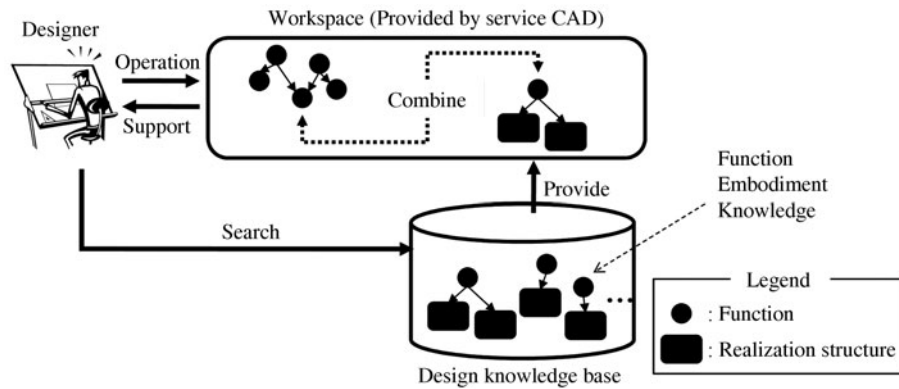 Workspace (Provided by service CAD)
Designer
Operation
Support
Combine
Provide
Function
Embodiment
Knowledge
Search
...
Legend
: Function
: Realization structure
Design knowledge base